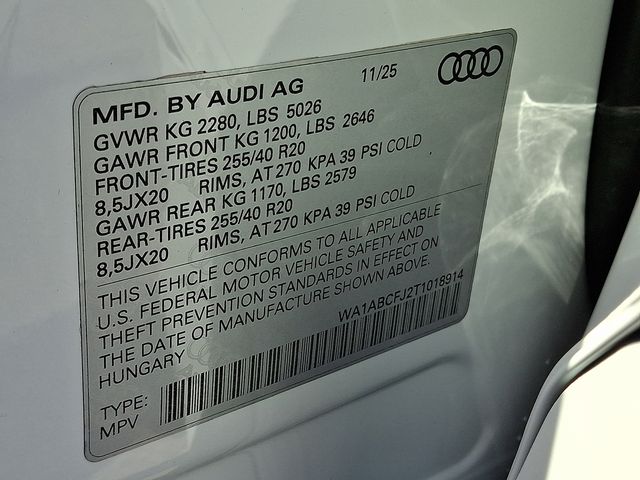 MFD. BY AUDI AG 11/25
GVWR KG 2280, LBS 5026
GAWR FRONT KG 1200, LBS 2646
FRONT-TIRES 255/40 R20
8,5JX20 RIMS, AT 270 KPA 39 PSI COLD
GAWR REAR KG 1170, LBS 2579
REAR-TIRES 255/40 R20
8,5JX20 RIMS, AT 270 KPA 39 PSI COLD
THIS VEHICLE CONFORMS TO ALL APPLICABLE
U.S. FEDERAL MOTOR VEHICLE SAFETY AND
THEFT PREVENTION STANDARDS IN EFFECT ON
THE DATE OF MANUFACTURE SHOWN ABOVE.
HUNGARY WA1ABCFJ2T1018914
TYPE:
MPV